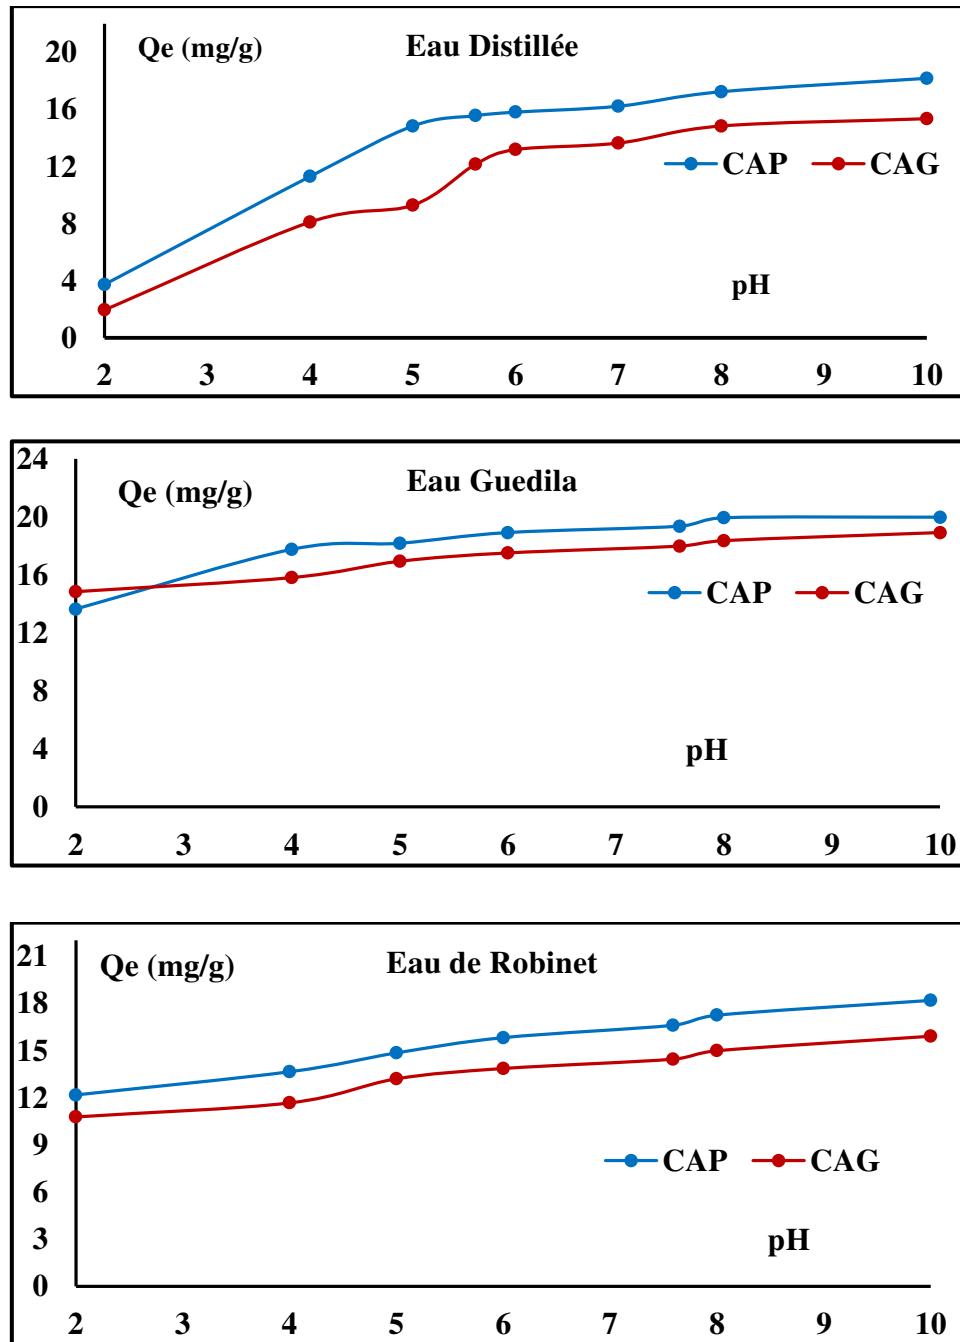 Qe (mg/g) Eau Distillée
20
16
12
8
4
0
CAP CAG
pH
2 3 4 5 6 7 8 9 10
Qe (mg/g) Eau Guedila
24
20
16
12
8
4
0
CAP CAG
pH
2 3 4 5 6 7 8 9 10
Qe (mg/g) Eau de Robinet
21
18
15
12
9
6
3
0
CAP CAG
pH
2 3 4 5 6 7 8 9 10